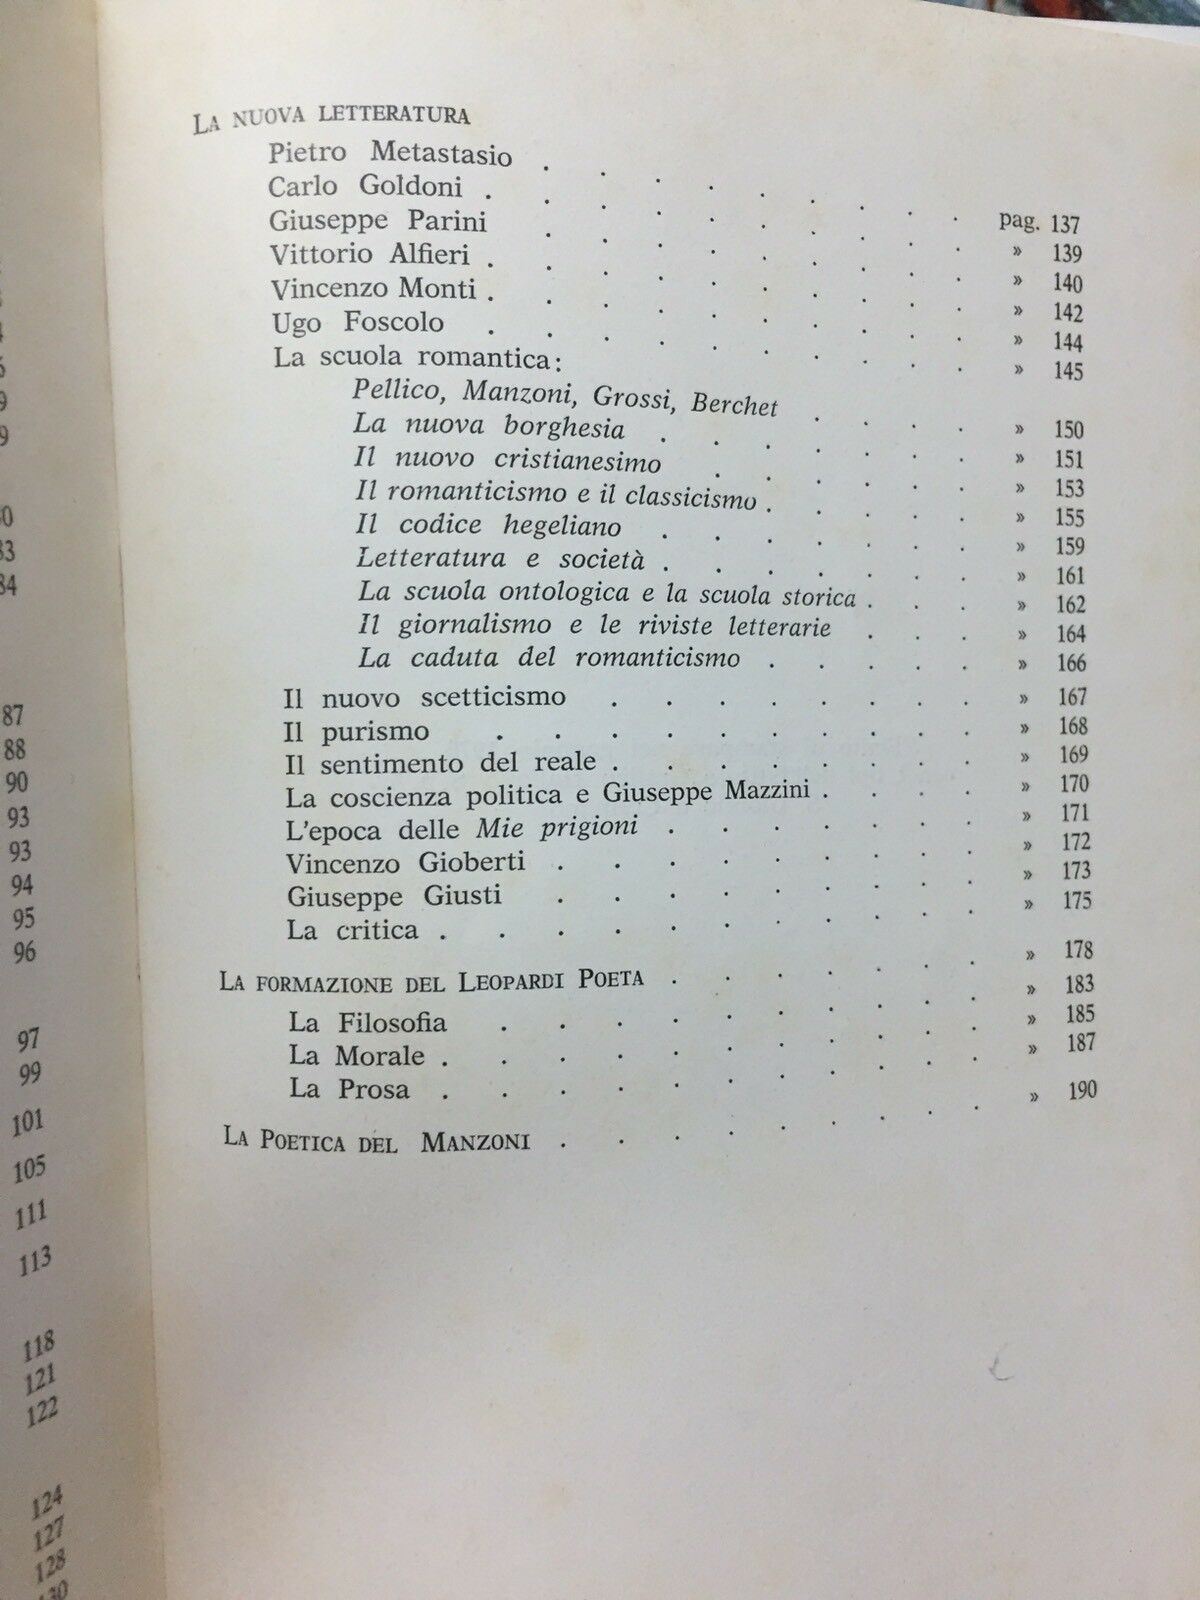 87
88
90
93
93
94
95
96
97
99
101
105
111
113
118
121
122
124
127
128
LA NUOVA LETTERATURA
Pietro Metastasio . . . . . . . . pag. 137
Carlo Goldoni . . . . . . . . . » 139
Giuseppe Parini . . . . . . . . » 140
Vittorio Alfieri . . . . . . . . . » 142
Vincenzo Monti . . . . . . . . . » 144
Ugo Foscolo . . . . . . . . . » 145
La scuola romantica:
Pellico, Manzoni, Grossi, Berchet . . . . » 150
La nuova borghesia . . . . . . » 151
Il nuovo cristianesimo . . . . . » 153
Il romanticismo e il classicismo . . . . . » 155
Il codice hegeliano . . . . . . » 159
Letteratura e società . . . . . . » 161
La scuola ontologica e la scuola storica . . . » 162
Il giornalismo e le riviste letterarie . . . » 164
La caduta del romanticismo . . . . . » 166
Il nuovo scetticismo . . . . . . . » 167
Il purismo . . . . . . . . . » 168
Il sentimento del reale . . . . . . . » 169
La coscienza politica e Giuseppe Mazzini . . . . » 170
L'epoca delle Mie prigioni . . . . . . » 171
Vincenzo Gioberti . . . . . . . . » 172
Giuseppe Giusti . . . . . . . . » 173
La critica . . . . . . . . . . » 175
LA FORMAZIONE DEL LEOPARDI POETA . . . . . . » 178
La Filosofia . . . . . . . . . » 183
La Morale . . . . . . . . . . » 185
La Prosa . . . . . . . . . . » 187
LA POETICA DEL MANZONI . . . . . . . . » 190